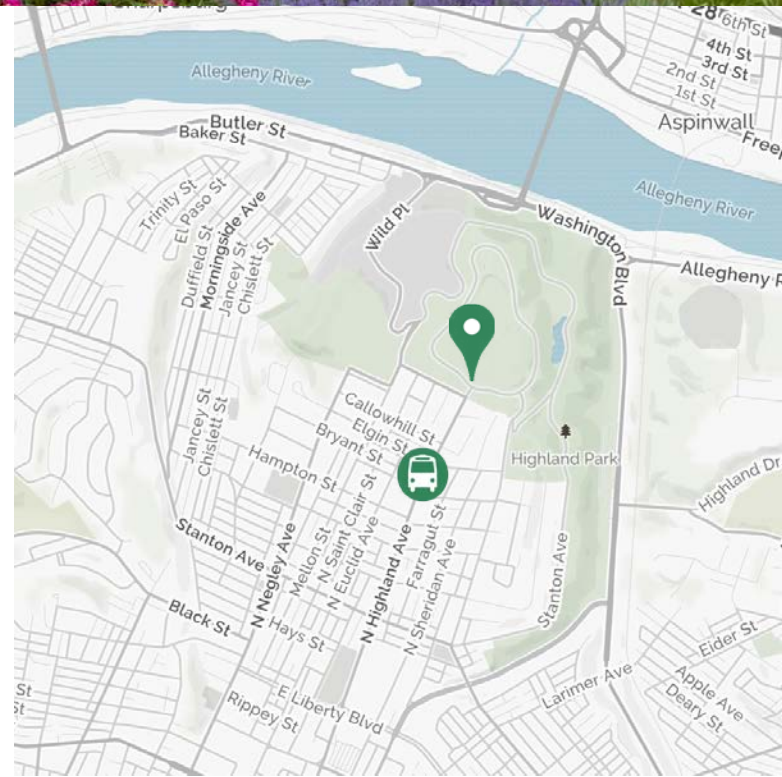 28
6th St
4th St
3rd St
2nd St
1st St
Aspinwall
Allegheny River
Butler St
Baker St
Allegheny River
Trinity St
El Paso St
Duffield St
Morningside Ave
Jancey St
Chislett St
Wild Pl
Washington Blvd
Allegheny R
Callowhill St
Elgin St
Bryant St
Jancey St
Chislett St
Hampton St
Highland Park
Highland Dr
Stanton Ave
N Negley Ave
Mellon St
N Saint Clair St
N Euclid Ave
N Highland Ave
Farragut St
N Sheridan Ave
Stanton Ave
Black St
Hays St
Eider St
Larimer Ave
Apple Ave
Deary St
St
St
Rippey St
E Liberty Blvd